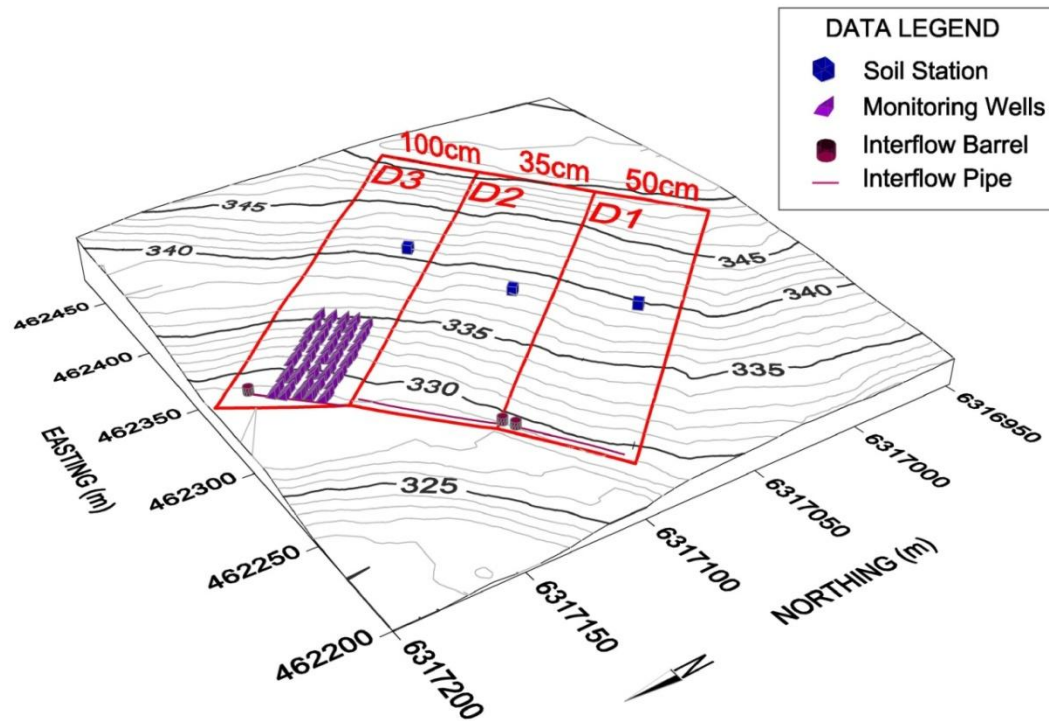 DATA LEGEND
Soil Station
Monitoring Wells
Interflow Barrel
Interflow Pipe
100cm 35cm 50cm
D3 D2 D1
345
345
340
340
335
335
330
325
462450
462400
462350
462300
462250
462200
EASTING (m)
6316950
6317000
6317050
6317100
6317150
6317200
NORTHING (m)
N